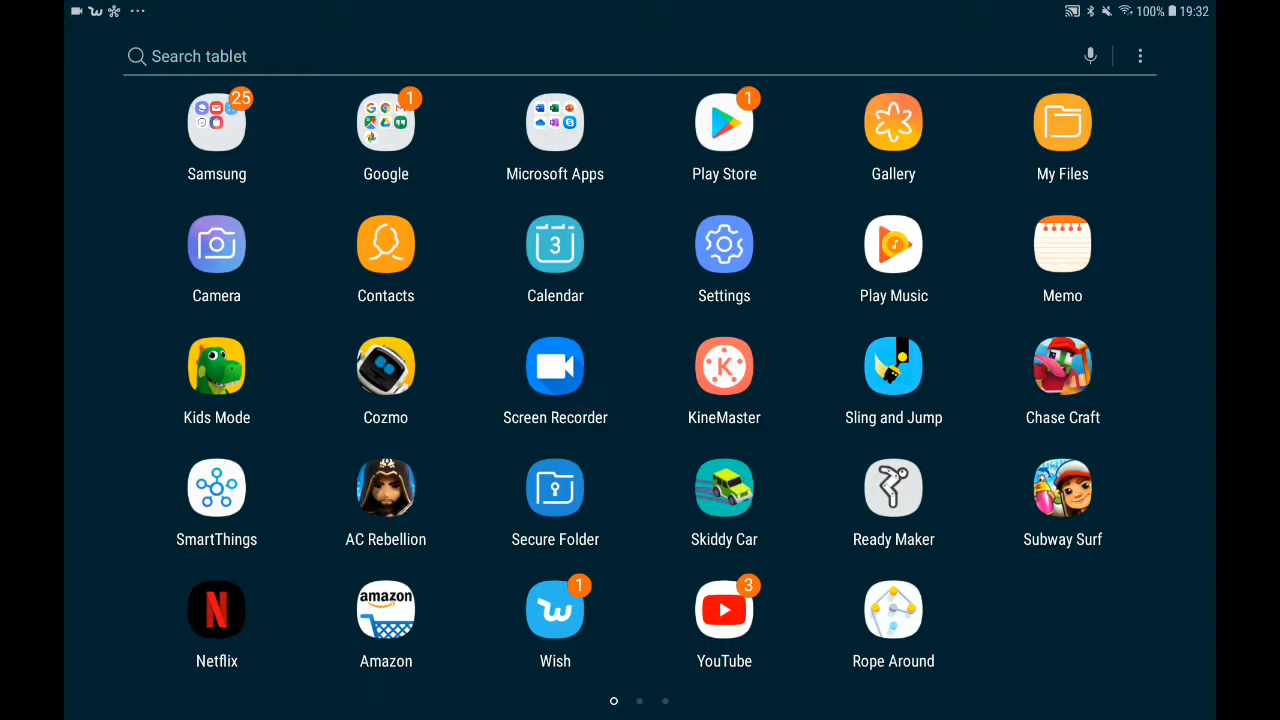 100% 19:32
Search tablet
25 1 1
Samsung Google Microsoft Apps Play Store Gallery My Files
3
Camera Contacts Calendar Settings Play Music Memo
K
Kids Mode Cozmo Screen Recorder KineMaster Sling and Jump Chase Craft
SmartThings AC Rebellion Secure Folder Skiddy Car Ready Maker Subway Surf
1 3
N amazon
Netflix Amazon Wish YouTube Rope Around